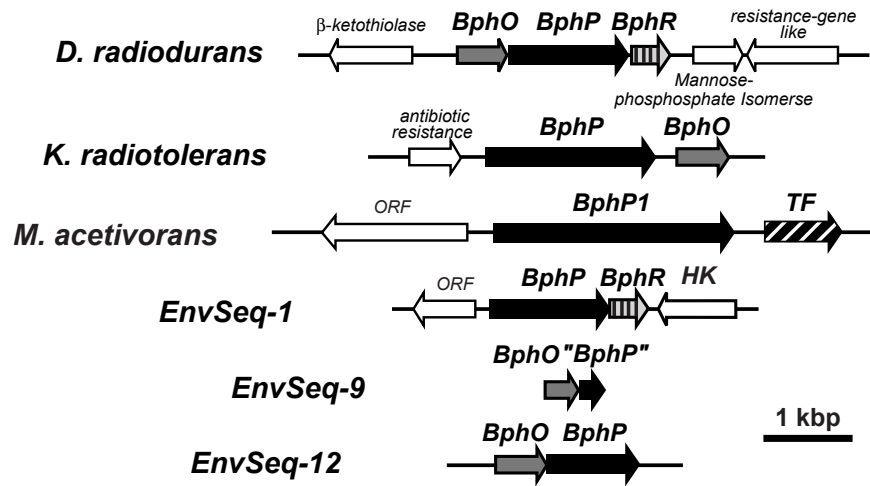 β-ketothiolase BphO BphP BphR resistance-gene
like
D. radiodurans
Mannose-
phosphosphate Isomerse
antibiotic
resistance BphP BphO
K. radiotolerans
ORF BphP1 TF
M. acetivorans
ORF BphP BphR HK
EnvSeq-1
BphO "BphP"
EnvSeq-9
1 kbp
BphO BphP
EnvSeq-12